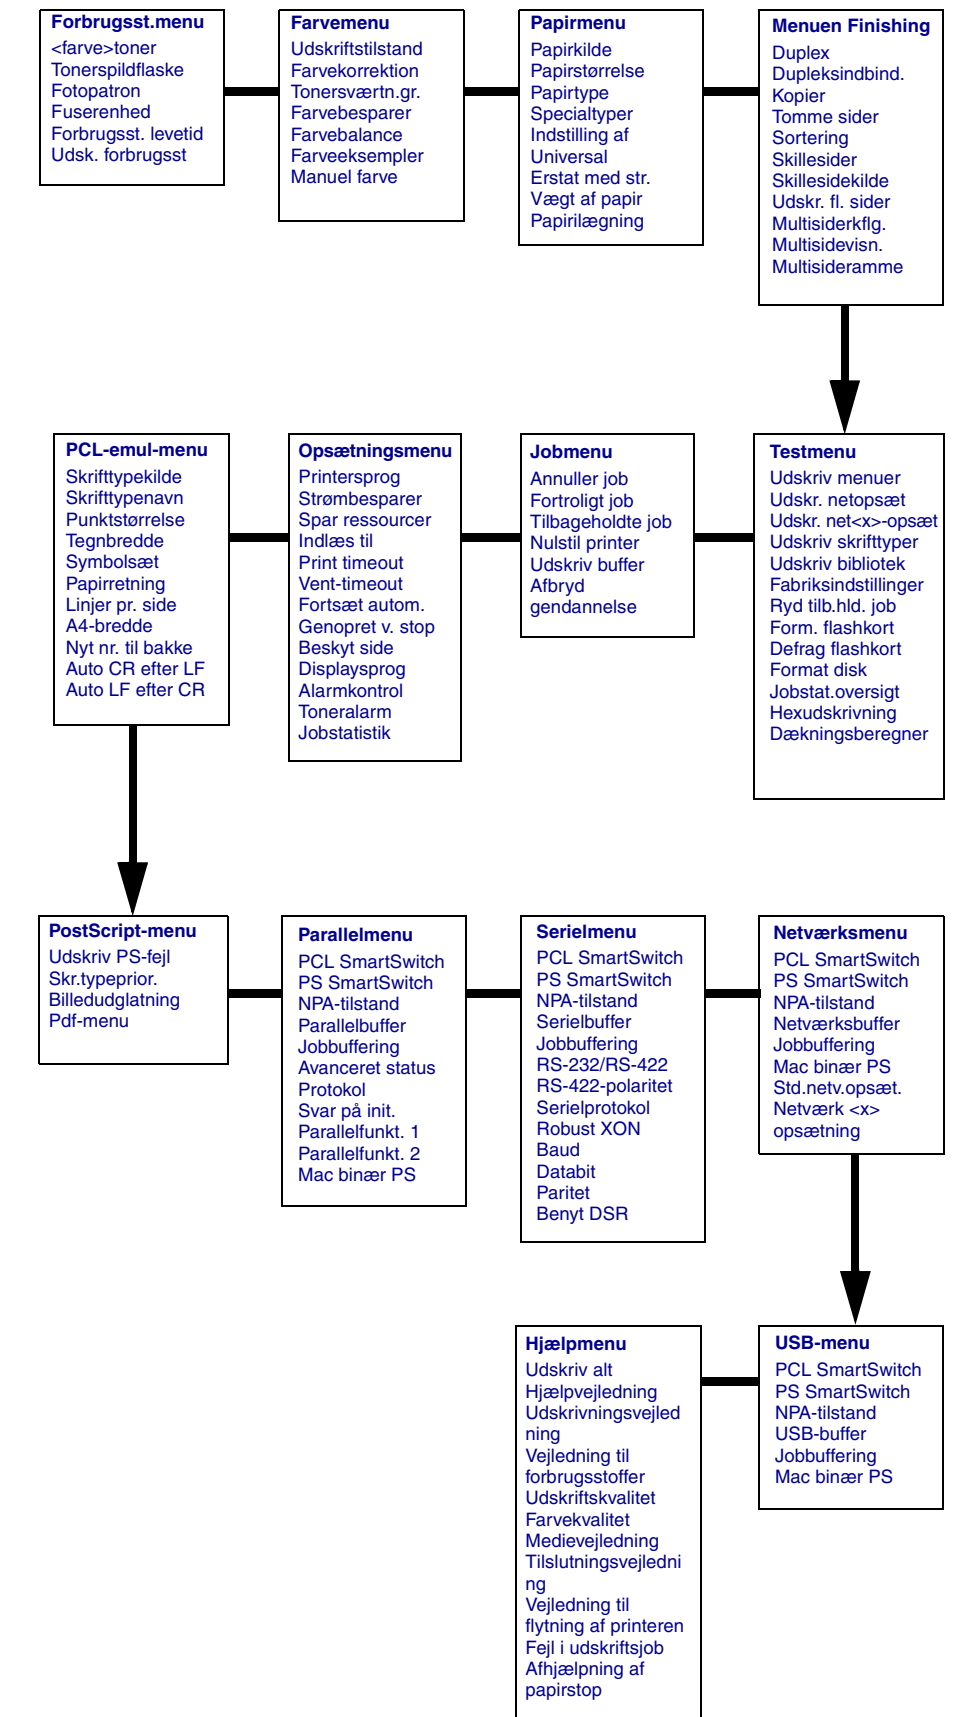 Forbrugsst.menu
<farve>toner
Tonerspildflaske
Fotopatron
Fuserenhed
Forbrugsst. levetid
Udsk. forbrugsst
Farvemenu
Udskriftstilstand
Farvekorrektion
Tonersværtn.gr.
Farvebesparer
Farvebalance
Farveeksempler
Manuel farve
Papirmenu
Papirkilde
Papirstørrelse
Papirtype
Specialtyper
Indstilling af
Universal
Erstat med str.
Vægt af papir
Papirilægning
Menuen Finishing
Duplex
Dupleksindbind.
Kopier
Tomme sider
Sortering
Skillesider
Skillesidekilde
Udskr. fl. sider
Multisiderkflg.
Multisidevisn.
Multisideramme
PCL-emul-menu
Skrifttypekilde
Skrifttypenavn
Punktstørrelse
Tegnbredde
Symbolsæt
Papirretning
Linjer pr. side
A4-bredde
Nyt nr. til bakke
Auto CR efter LF
Auto LF efter CR
Opsætningsmenu
Printersprog
Strømbesparer
Spar ressourcer
Indlæs til
Print timeout
Vent-timeout
Fortsæt autom.
Genopret v. stop
Beskyt side
Displaysprog
Alarmkontrol
Toneralarm
Jobstatistik
Jobmenu
Annuller job
Fortroligt job
Tilbageholdte job
Nulstil printer
Udskriv buffer
Afbryd
gendannelse
Testmenu
Udskriv menuer
Udskr. netopsæt
Udskr. net<x>-opsæt
Udskriv skrifttyper
Udskriv bibliotek
Fabriksindstillinger
Ryd tilb.hld. job
Form. flashkort
Defrag flashkort
Format disk
Jobstat.oversigt
Hexudskrivning
Dækningsberegner
PostScript-menu
Udskriv PS-fejl
Skr.typeprior.
Billedudglatning
Pdf-menu
Parallelmenu
PCL SmartSwitch
PS SmartSwitch
NPA-tilstand
Parallelbuffer
Jobbuffering
Avanceret status
Protokol
Svar på init.
Parallelfunkt. 1
Parallelfunkt. 2
Mac binær PS
Serielmenu
PCL SmartSwitch
PS SmartSwitch
NPA-tilstand
Serielbuffer
Jobbuffering
RS-232/RS-422
RS-422-polaritet
Serielprotokol
Robust XON
Baud
Databit
Paritet
Benyt DSR
Netværksmenu
PCL SmartSwitch
PS SmartSwitch
NPA-tilstand
Netværksbuffer
Jobbuffering
Mac binær PS
Std.netv.opsæt.
Netværk <x>
opsætning
Hjælpmenu
Udskriv alt
Hjælpvejledning
Udskrivningsvejled
ning
Vejledning til
forbrugsstoffer
Udskriftskvalitet
Farvekvalitet
Medievejledning
Tilslutningsvejledni
ng
Vejledning til
flytning af printeren
Fejl i udskriftsjob
Afhjælpning af
papirstop
USB-menu
PCL SmartSwitch
PS SmartSwitch
NPA-tilstand
USB-buffer
Jobbuffering
Mac binær PS